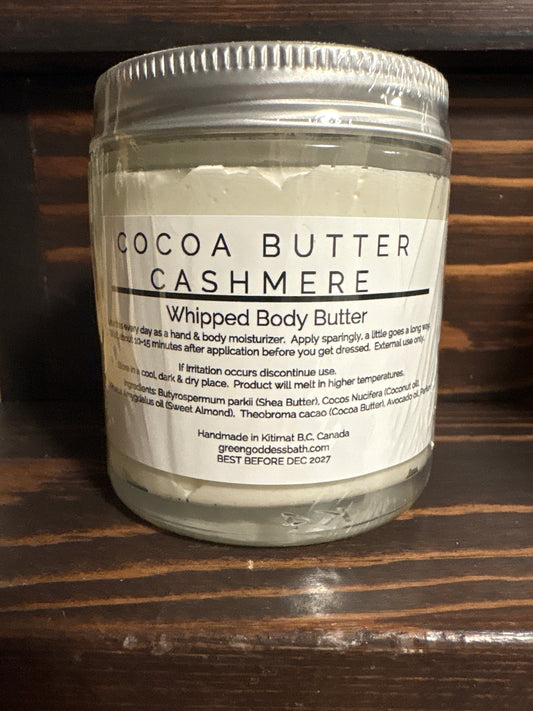 COCOA BUTTER
CASHMERE
Whipped Body Butter
every day as a hand & body moisturizer. Apply sparingly, a little goes a long way,
about 10-15 minutes after application before you get dressed. External use only.
If Irritation occurs discontinue use.
in a cool, dark & dry place. Product will melt in higher temperatures.
Ingredients: Butyrospermum parkii (Shea Butter), Cocos Nucifera (Coconut oil),
oil (Sweet Almond), Theobroma cacao (Cocoa Butter), Avocado oil,
Handmade in Kitimat B.C, Canada
greengoddessbath.com
BEST BEFORE DEC 2027